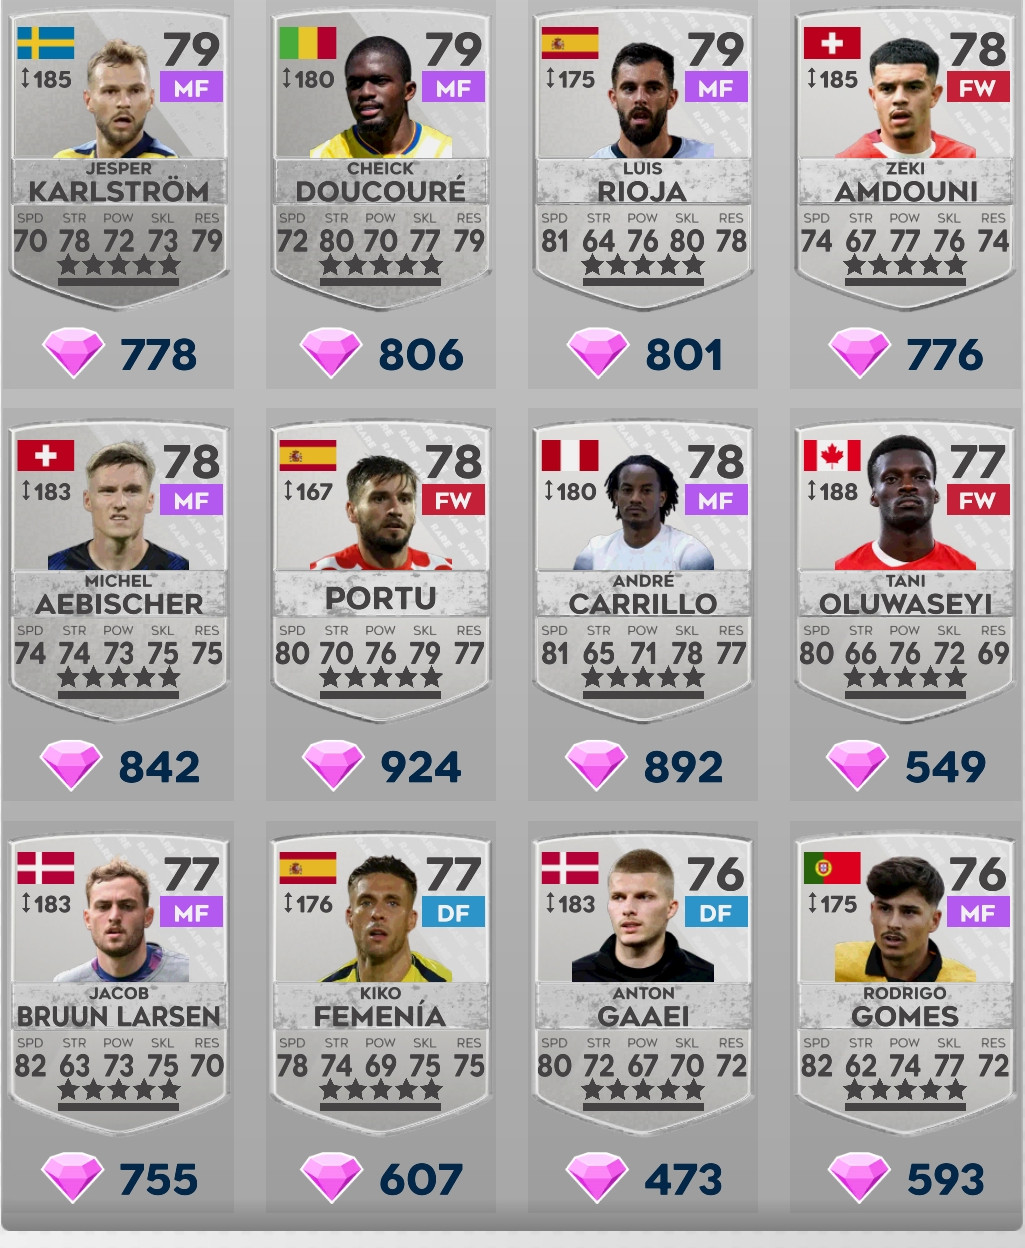 79
↕185
MF
JESPER
KARLSTRÖM
SPD STR POW SKL RES
70 78 72 73 79
778
79
↕180
MF
CHEICK
DOUCOURÉ
SPD STR POW SKL RES
72 80 70 77 79
806
79
↕175
MF
LUIS
RIOJA
SPD STR POW SKL RES
81 64 76 80 78
801
78
↕185
FW
ZEKI
AMDOUNI
SPD STR POW SKL RES
74 67 77 76 74
776
78
↕183
MF
MICHEL
AEBISCHER
SPD STR POW SKL RES
74 74 73 75 75
842
78
↕167
FW
PORTU
SPD STR POW SKL RES
80 70 76 79 77
924
78
↕180
MF
ANDRÉ
CARRILLO
SPD STR POW SKL RES
81 65 71 78 77
892
77
↕188
FW
TANI
OLUWASEYI
SPD STR POW SKL RES
80 66 76 72 69
549
77
↕183
MF
JACOB
BRUUN LARSEN
SPD STR POW SKL RES
82 63 73 75 70
755
77
↕176
DF
KIKO
FEMENÍA
SPD STR POW SKL RES
78 74 69 75 75
607
76
↕183
DF
ANTON
GAAEI
SPD STR POW SKL RES
80 72 67 70 72
473
76
↕175
MF
RODRIGO
GOMES
SPD STR POW SKL RES
82 62 74 77 72
593